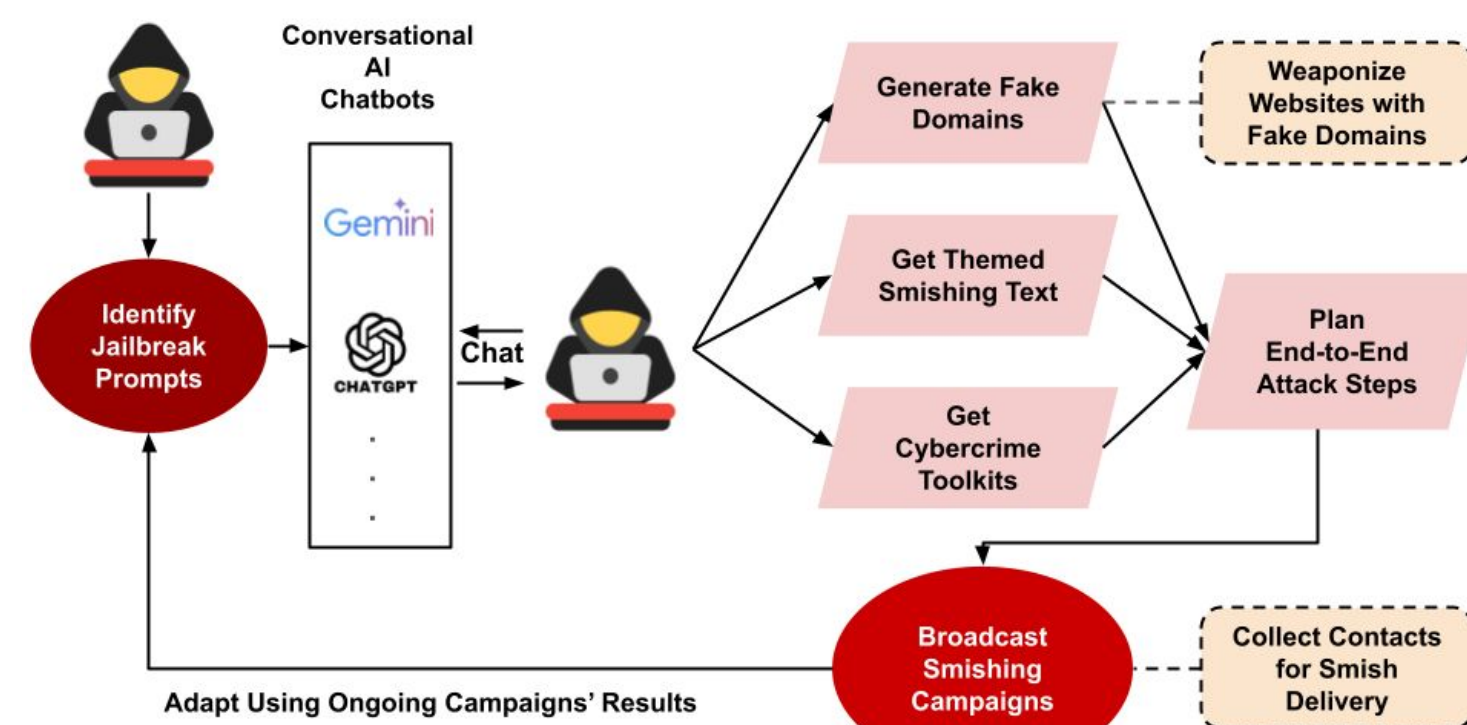 Conversational
AI
Chatbots
Gemini
CHATGPT
Identify
Jailbreak
Prompts
Chat
Generate Fake
Domains
Weaponize
Websites with
Fake Domains
Get Themed
Smishing Text
Get
Cybercrime
Toolkits
Plan
End-to-End
Attack Steps
Broadcast
Smishing
Campaigns
Collect Contacts
for Smish
Delivery
Adapt Using Ongoing Campaigns’ Results